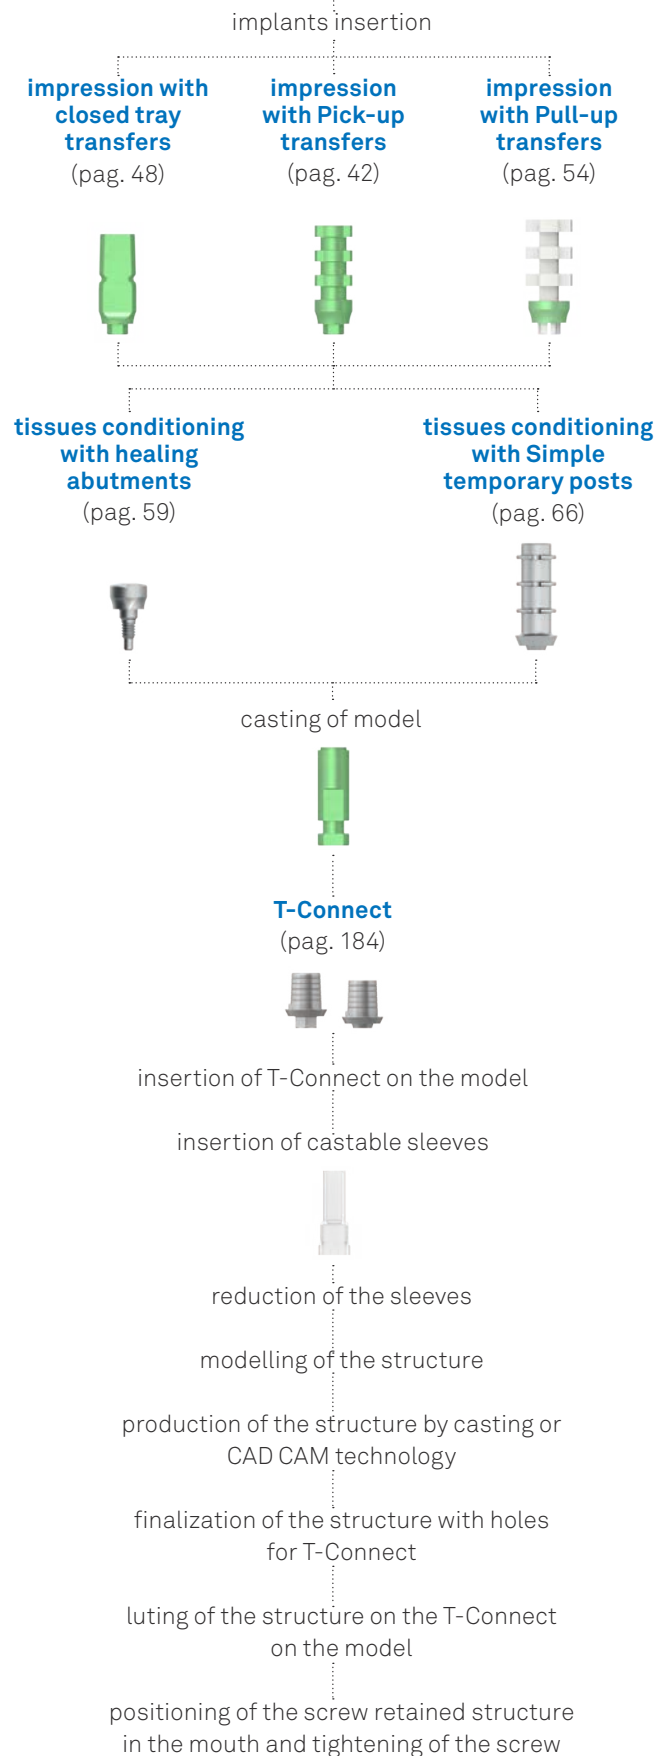 implants insertion
impression with
closed tray
transfers
(pag. 48)
impression
with Pick-up
transfers
(pag. 42)
impression
with Pull-up
transfers
(pag. 54)
tissues conditioning
with healing
abutments
(pag. 59)
tissues conditioning
with Simple
temporary posts
(pag. 66)
casting of model
T-Connect
(pag. 184)
insertion of T-Connect on the model
insertion of castable sleeves
reduction of the sleeves
modelling of the structure
production of the structure by casting or
CAD CAM technology
finalization of the structure with holes
for T-Connect
luting of the structure on the T-Connect
on the model
positioning of the screw retained structure
in the mouth and tightening of the screw